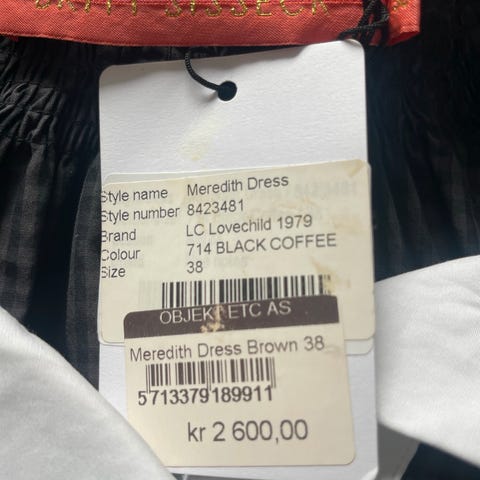 SISSECK
Style name Meredith Dress
Style number 8423481
Brand LC Lovechild 1979
Colour 714 BLACK COFFEE
Size 38
OBJEKT ETC AS
Meredith Dress Brown 38
5713379189911
kr 2 600,00